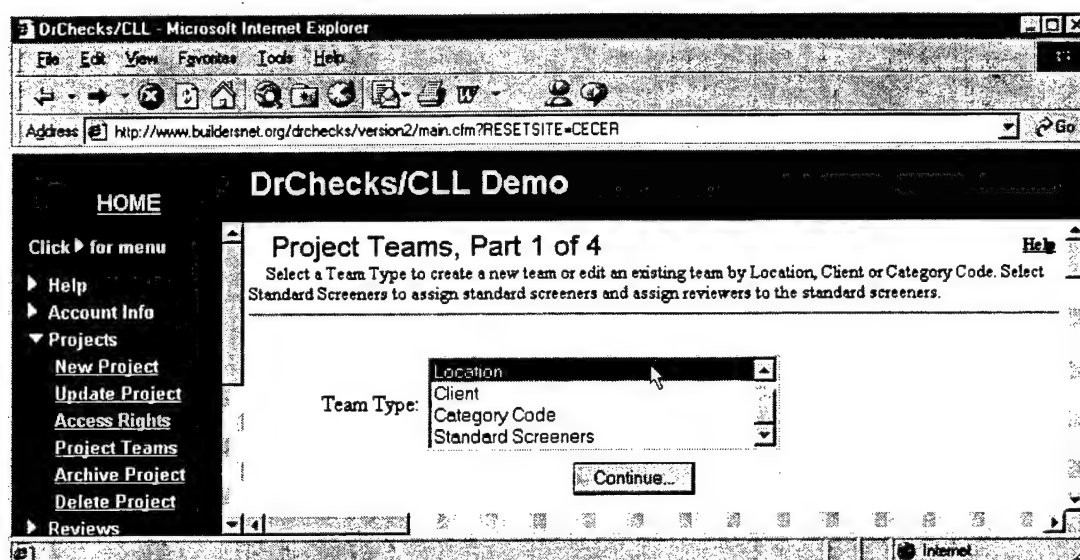 DrChecks/CLL - Microsoft Internet Explorer
File Edit View Favorites Tools Help
Address http://www.buildersnet.org/drchecks/version2/main.cfm?RESETSITE=CECER Go
HOME
DrChecks/CLL Demo
Click for menu
Help
Account Info
Projects
New Project
Update Project
Access Rights
Project Teams
Archive Project
Delete Project
Reviews
Project Teams, Part 1 of 4
Help
Select a Team Type to create a new team or edit an existing team by Location, Client or Category Code. Select
Standard Screeners to assign standard screeners and assign reviewers to the standard screeners.
Team Type:
Location
Client
Category Code
Standard Screeners
Continue...
Internet